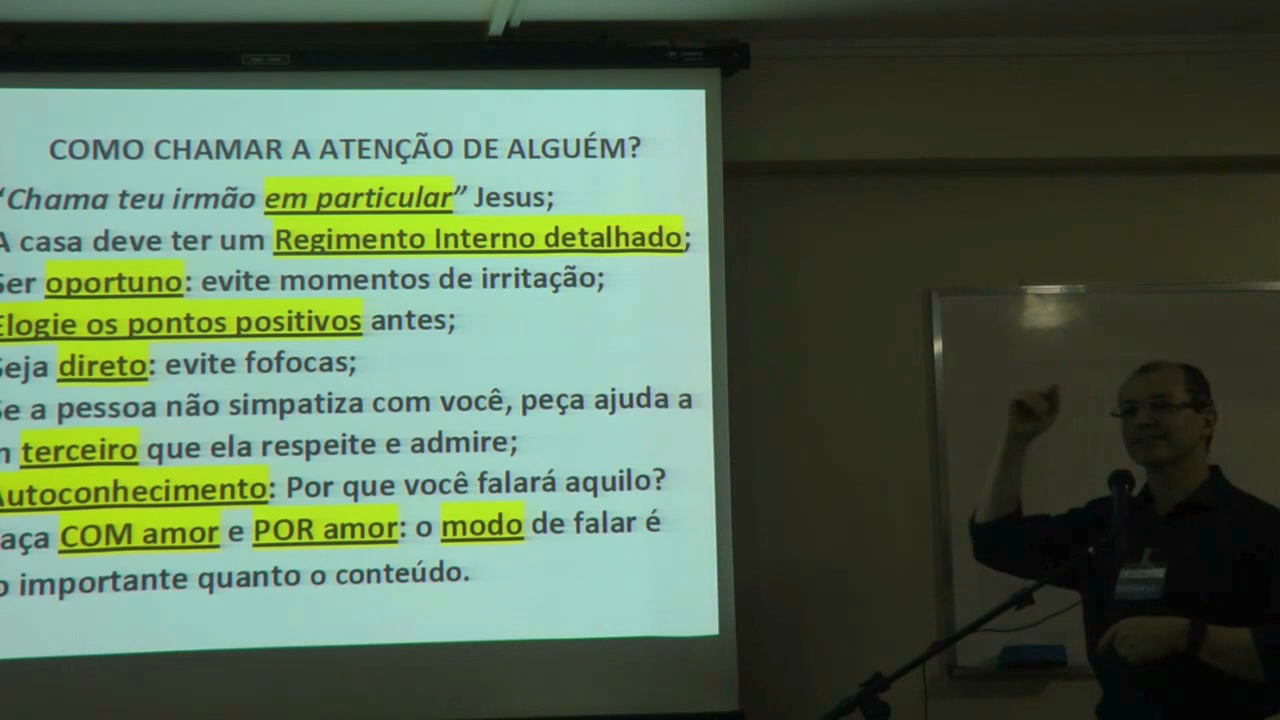 COMO CHAMAR A ATENÇÃO DE ALGUÉM?
“Chama teu irmão em particular” Jesus;
A casa deve ter um Regimento Interno detalhado;
Ser oportuno: evite momentos de irritação;
Elogie os pontos positivos antes;
Seja direto: evite fofocas;
Se a pessoa não simpatiza com você, peça ajuda a
terceiro que ela respeite e admire;
Autoconhecimento: Por que você falará aquilo?
aça COM amor e POR amor: o modo de falar é
o importante quanto o conteúdo.